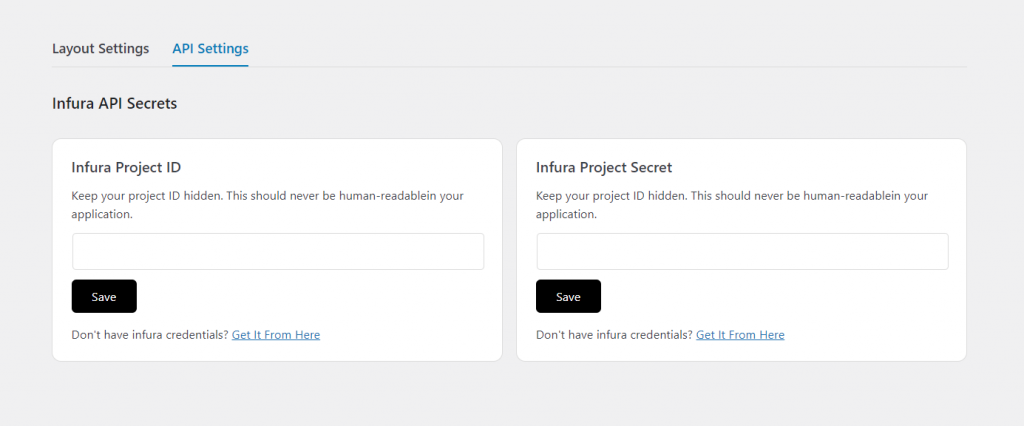 Layout Settings API Settings
Infura API Secrets
Infura Project ID
Keep your project ID hidden. This should never be human-readablein your
application.
Save
Don't have infura credentials? Get It From Here
Infura Project Secret
Keep your project ID hidden. This should never be human-readablein your
application.
Save
Don't have infura credentials? Get It From Here